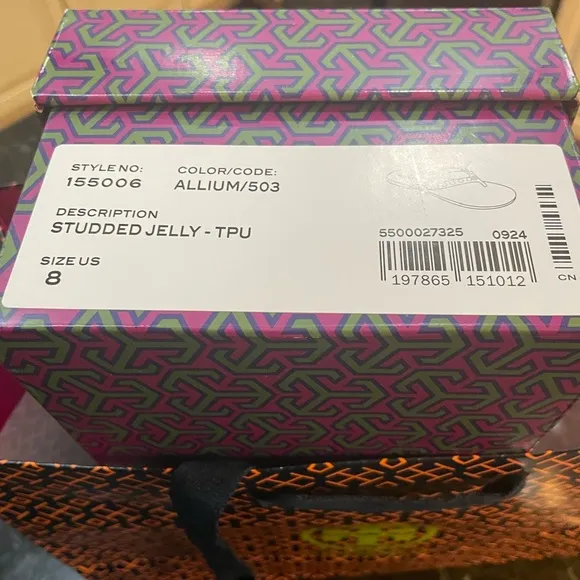 STYLE NO: COLOR/CODE:
155006 ALLIUM/503
DESCRIPTION
STUDDED JELLY - TPU
SIZE US
8
5500027325 0924
197865 151012
CN